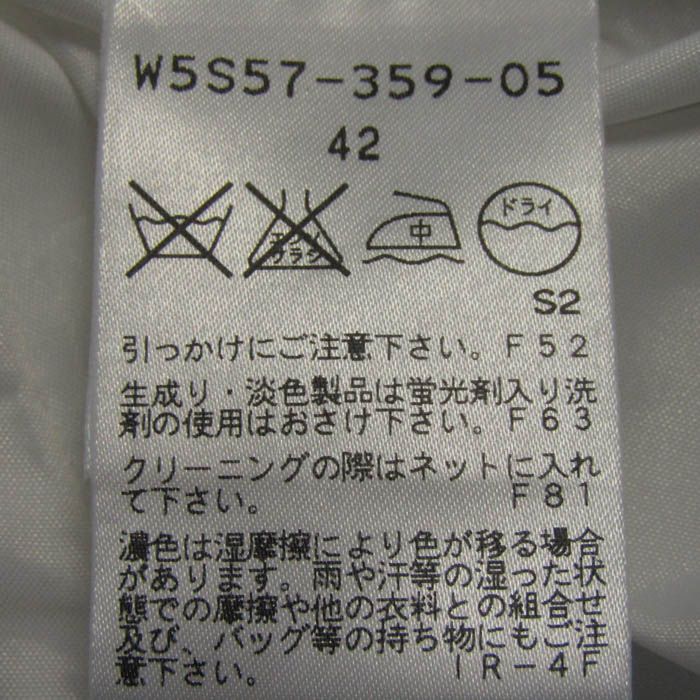 W5S57-359-05
42
エンソ
サラシ
中
ドライ
S2
引っかけにご注意下さい。F52
生成り・淡色製品は蛍光剤入り洗
剤の使用はおさけ下さい。F63
クリーニングの際はネットに入れ
て下さい。 F81
濃色は湿摩擦により色が移る場合
があります。雨や汗等の湿った状
態での摩擦や他の衣料との組合せ
及び、バッグ等の持ち物にもご注
意下さい。 IR-4F